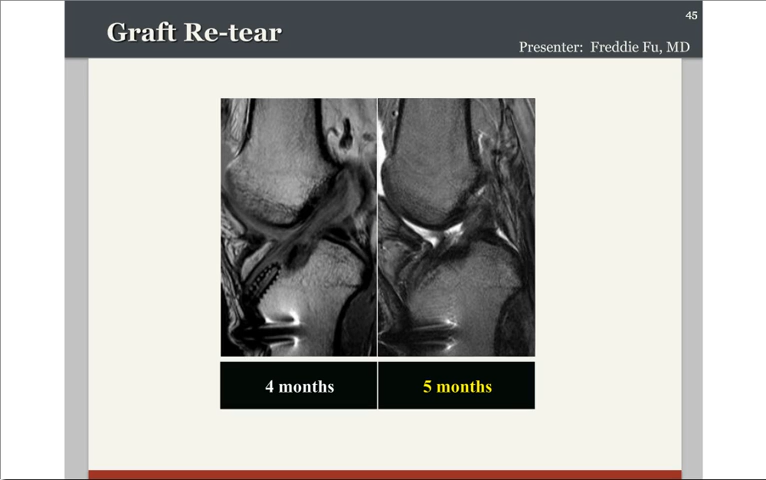 45
Graft Re-tear
Presenter: Freddie Fu, MD
4 months
5 months